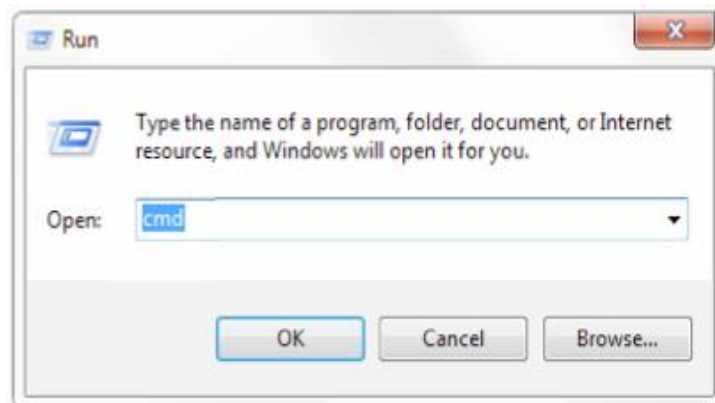 Run
Type the name of a program, folder, document, or Internet
resource, and Windows will open it for you.
Open: cmd
OK Cancel Browse...